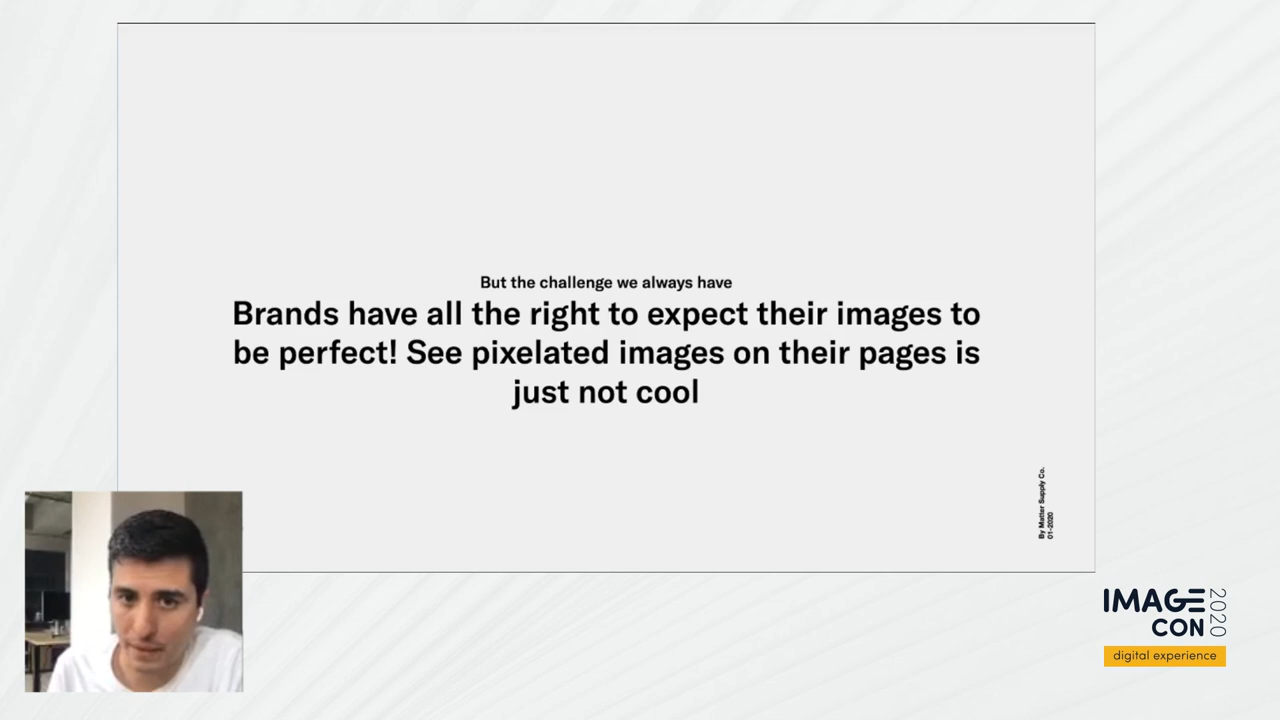 But the challenge we always have
Brands have all the right to expect their images to
be perfect! See pixelated images on their pages is
just not cool
By Matter Supply Co.
01-2020
IMAGE
CON
2020
digital experience